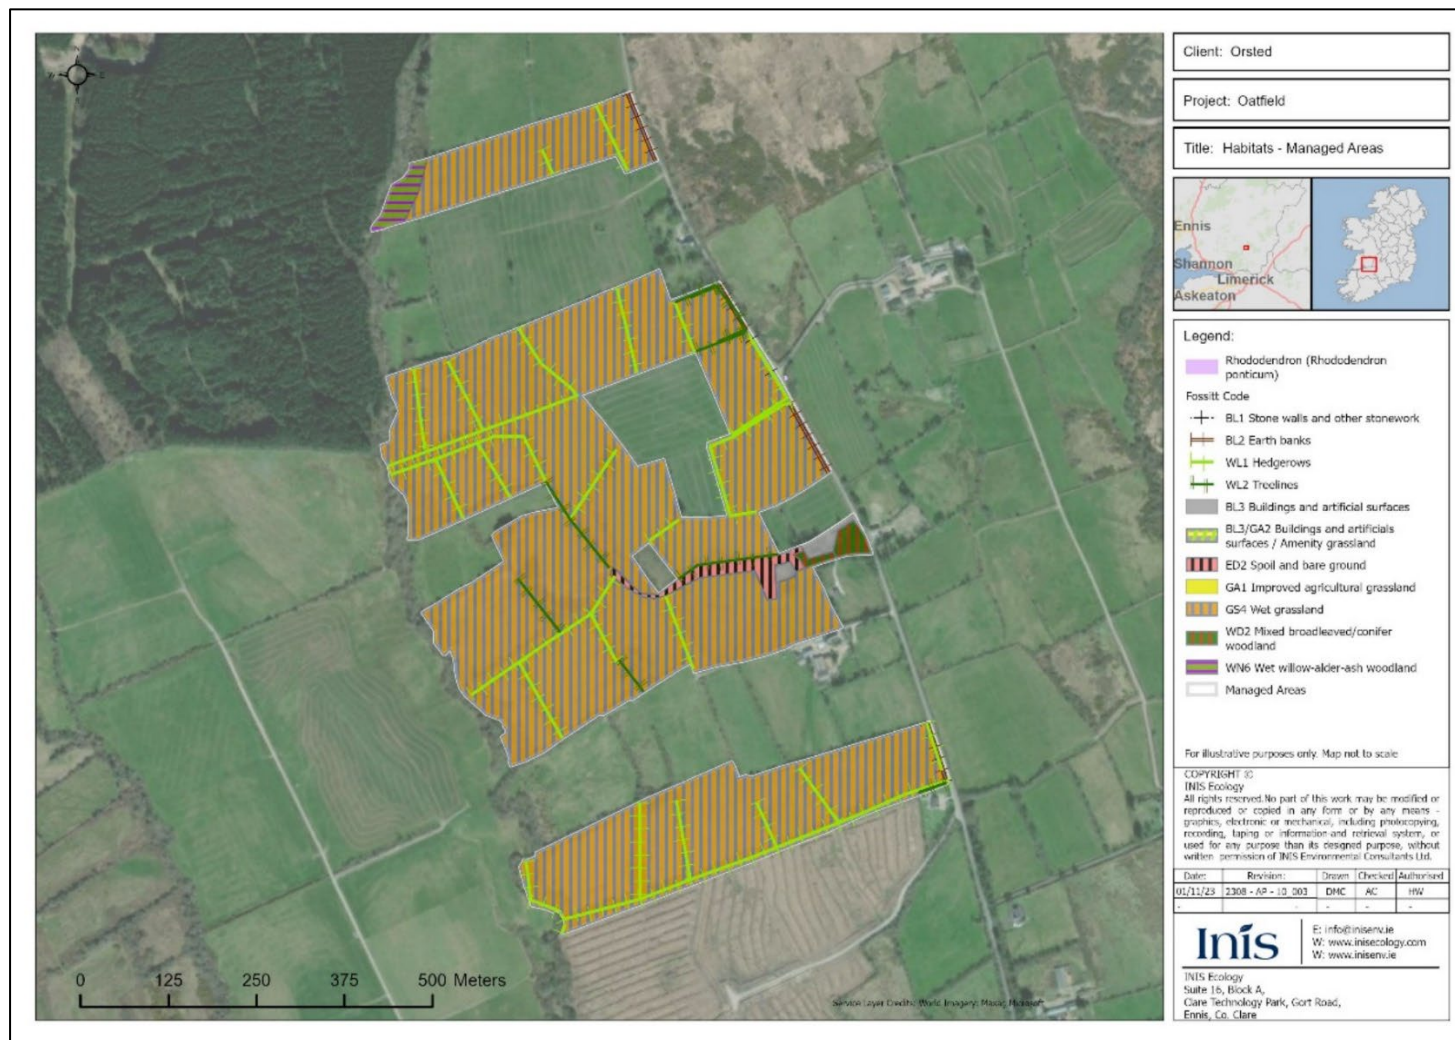 N
W
E
Client: Orsted
Project: Oatfield
Title: Habitats - Managed Areas
Ennis
Shannon
Limerick
Askeaton
Legend:
Rhododendron (Rhododendron
ponticum)
Fossitt Code
BL1 Stone walls and other stonework
BL2 Earth banks
WL1 Hedgerows
WL2 Treelines
BL3 Buildings and artificial surfaces
BL3/GA2 Buildings and artificials
surfaces / Amenity grassland
ED2 Spoil and bare ground
GA1 Improved agricultural grassland
GS4 Wet grassland
WD2 Mixed broadleaved/conifer
woodland
WN6 Wet willow-alder-ash woodland
Managed Areas
For illustrative purposes only. Map not to scale
COPYRIGHT ©
INIS Ecology
All rights reserved.No part of this work may be modified or
reproduced or copied in any form or by any means -
graphics, electronic or mechanical, including photocopying,
recording, taping or information and retrieval system, or
used for any purpose than its designed purpose, without
written permission of INIS Environmental Consultants Ltd.
Date: Revision: Drawn Checked Authorised
01/11/23 2308 - AP - 10_003 DMC AC HW
- - - - -
Inis
E: info@inisenv.ie
W: www.inisecology.com
W: www.inisenv.ie
INIS Ecology
Suite 16, Block A,
Clare Technology Park, Gort Road,
Ennis, Co. Clare
0 125 250 375 500 Meters
Service Layer Credits: World Imagery: Maxar, Microsoft